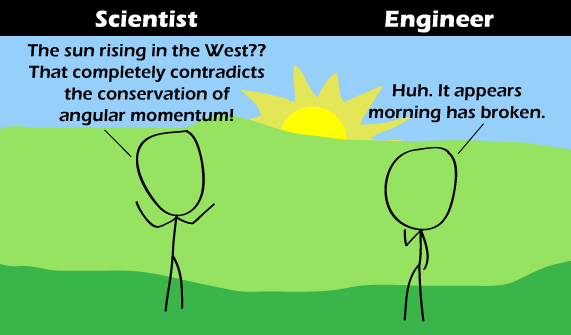 Scientist
Engineer
The sun rising in the West??
That completely contradicts
the conservation of
angular momentum!
Huh. It appears
morning has broken.